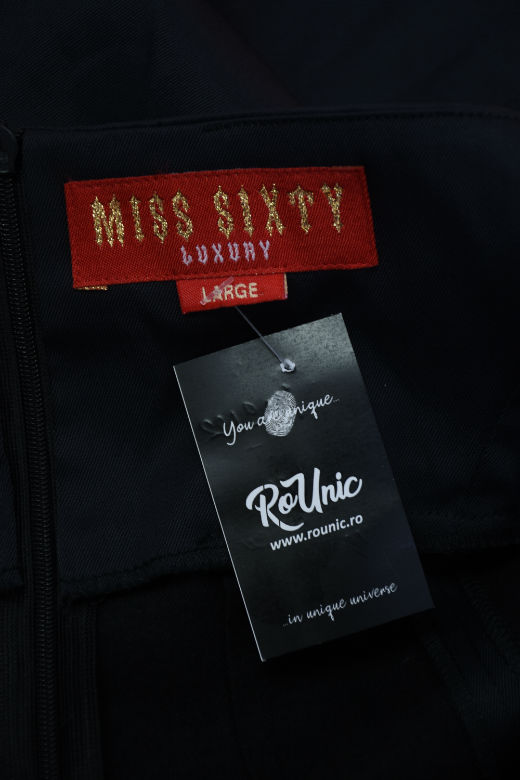 MISS SIXTY
LUXURY
LARGE
You are unique...
RoUnic
www.rounic.ro
...in unique universe